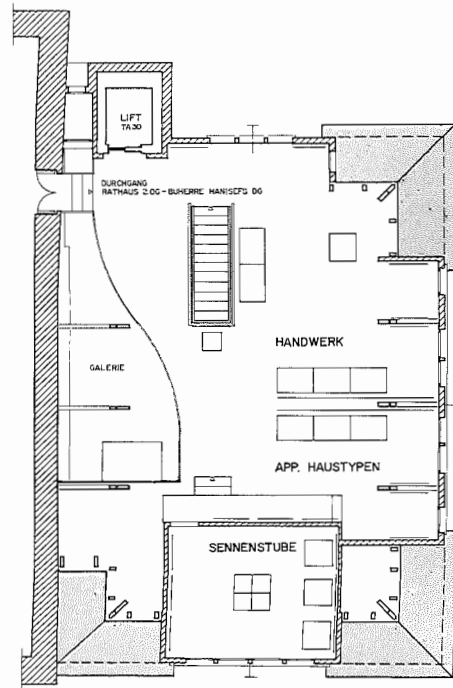 LIFT
TA30
DURCHGANG
RATHAUS 2.OG - BUHERRE HANISEFS DG
HANDWERK
GALERIE
APP. HAUSTYPEN
SENNENSTUBE